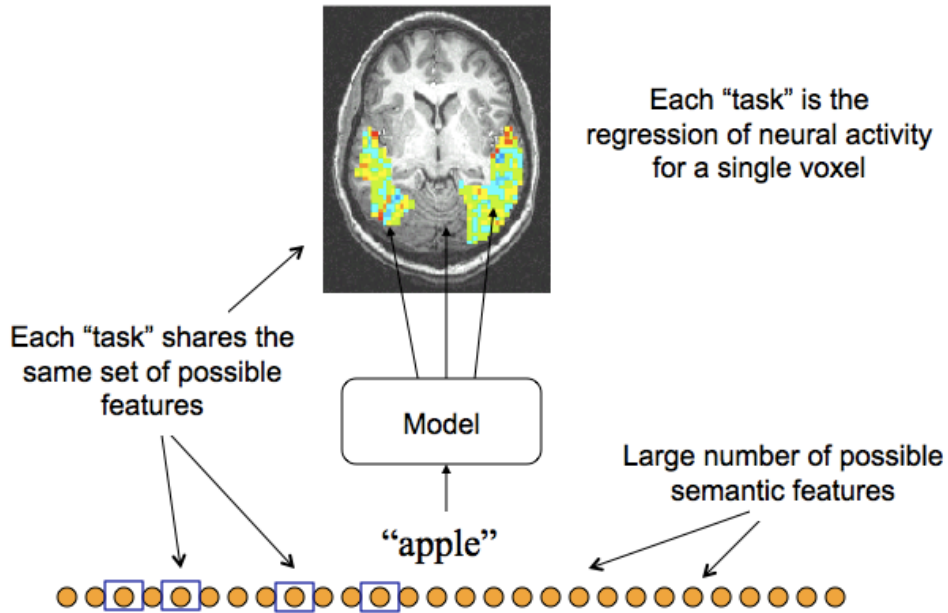 Each “task” is the
regression of neural activity
for a single voxel
Each “task” shares the
same set of possible
features
Model
Large number of possible
semantic features
“apple”